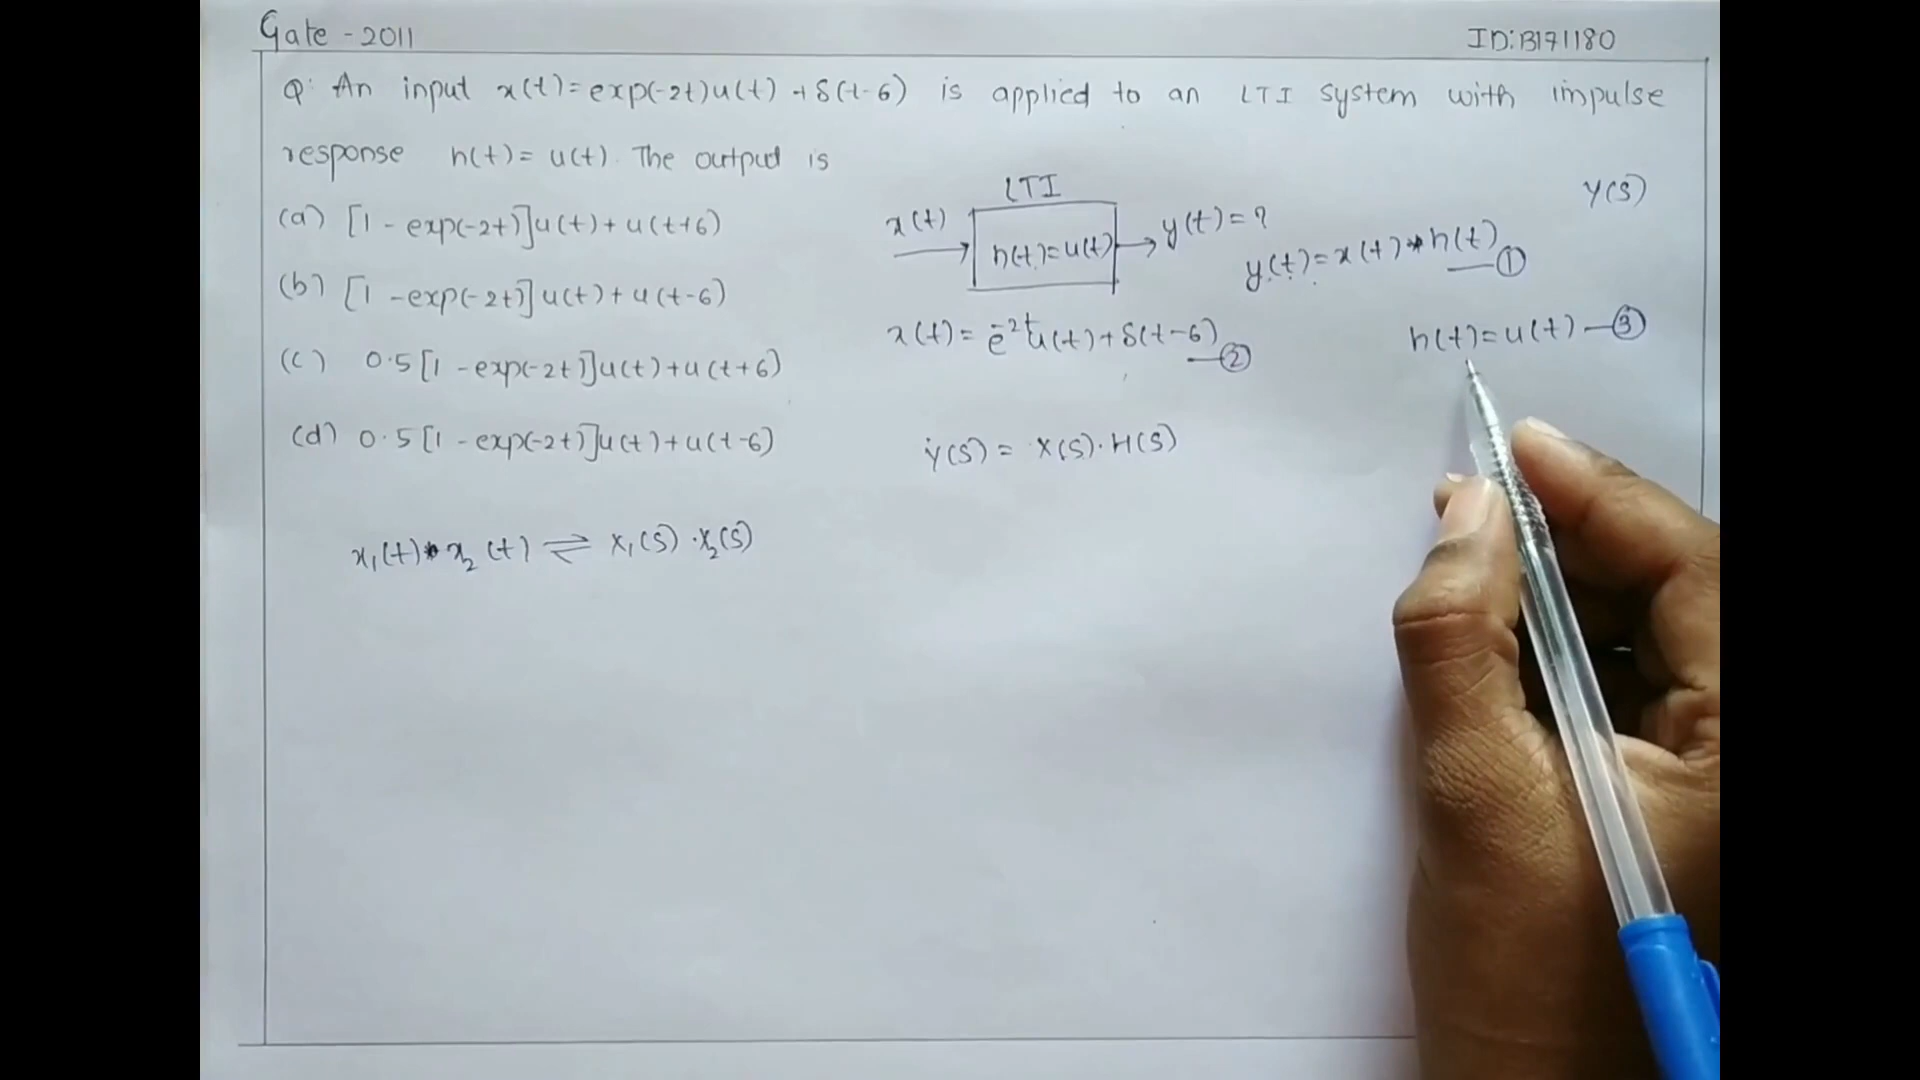 Gate - 2011
ID:B171180
Q: An input x(t)=exp(-2t)u(t)+δ(t-6) is applied to an LTI system with impulse
response h(t)=u(t). The output is
(a) [1 - exp(-2t)]u(t)+u(t+6)
(b) [1 -exp(-2t)]u(t)+u(t-6)
(c) 0.5[1 -exp(-2t)]u(t)+u(t+6)
(d) 0.5[1 -exp(-2t)]u(t)+u(t-6)
LTI
x(t)
h(t)=u(t)
y(t)=?
Y(S)
y(t)=x(t)*h(t) —①
x(t)=e⁻²ᵗu(t)+δ(t-6) —②
h(t)=u(t)—③
Y(S)= X(S).H(S)
x₁(t)*x₂(t) ⇌ X₁(S).X₂(S)